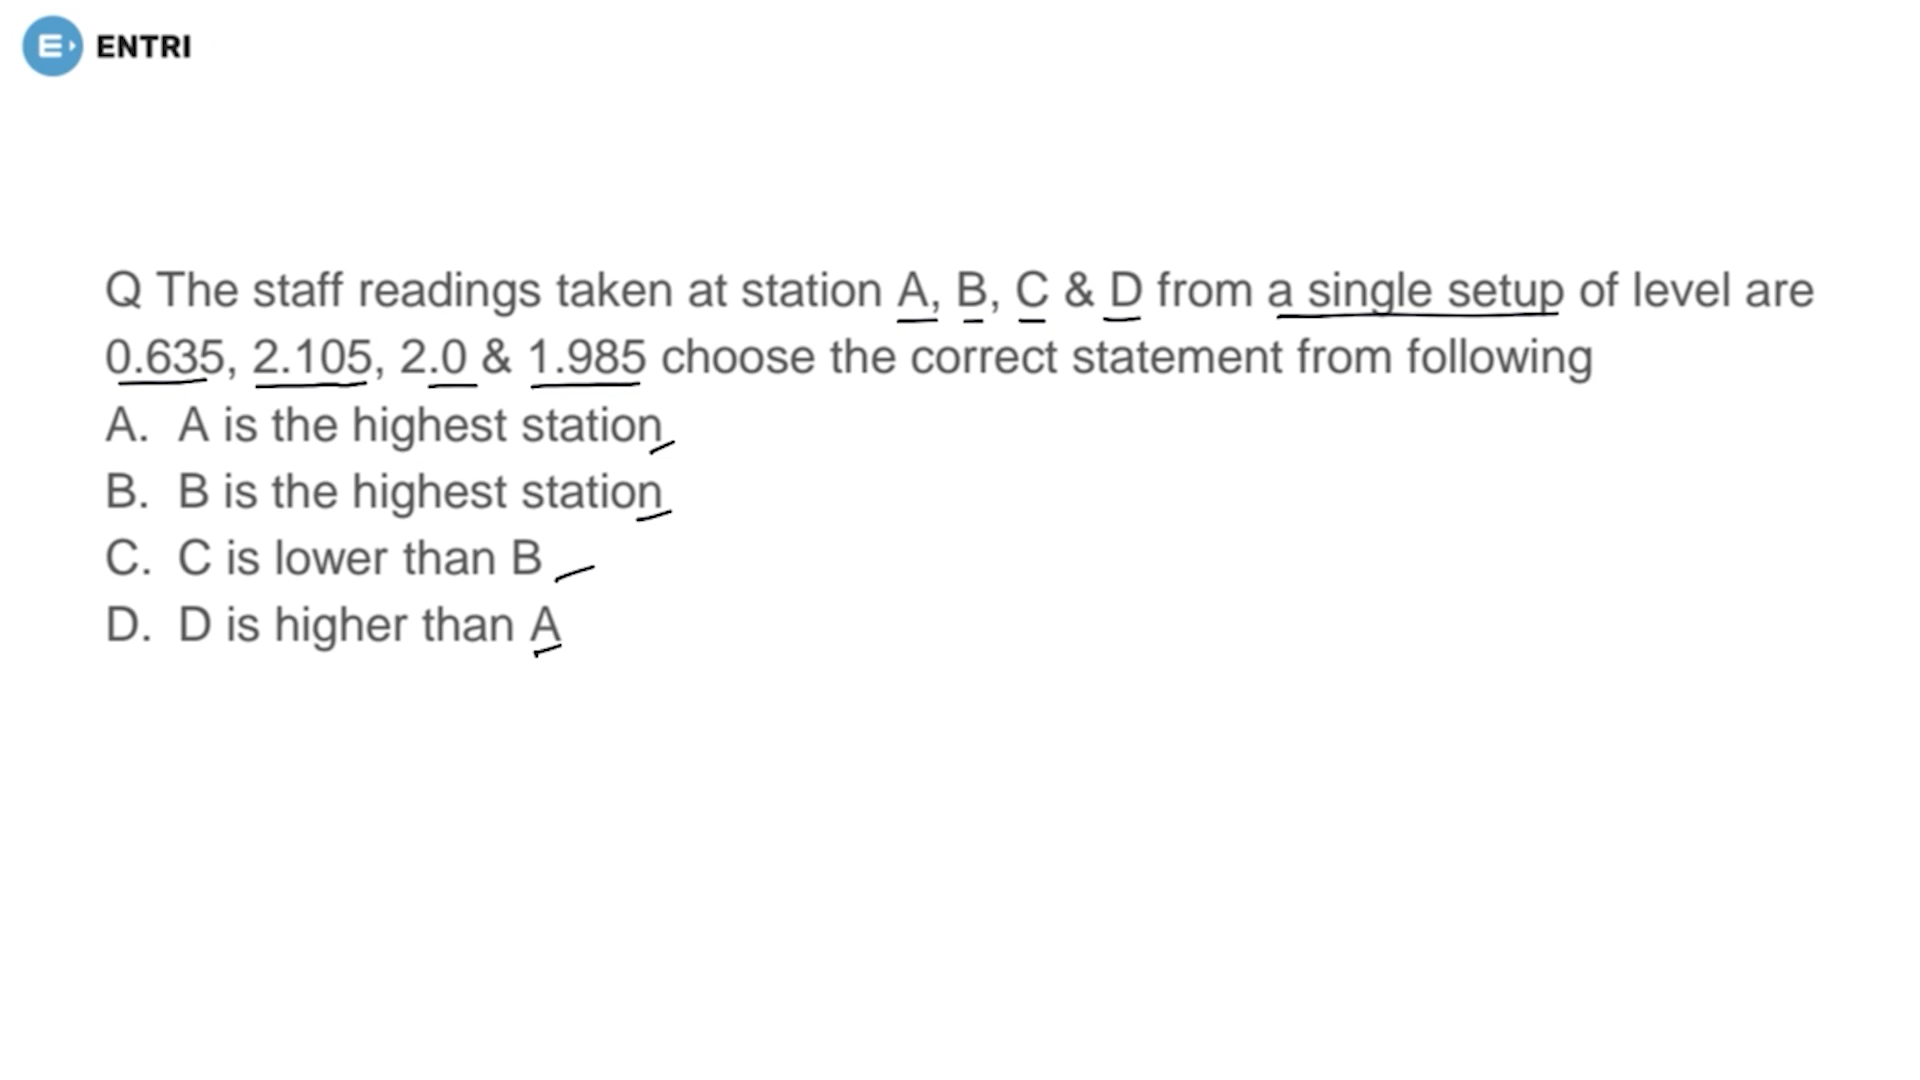 ENTRI
Q The staff readings taken at station A, B, C & D from a single setup of level are
0.635, 2.105, 2.0 & 1.985 choose the correct statement from following
A. A is the highest station
B. B is the highest station
C. C is lower than B
D. D is higher than A